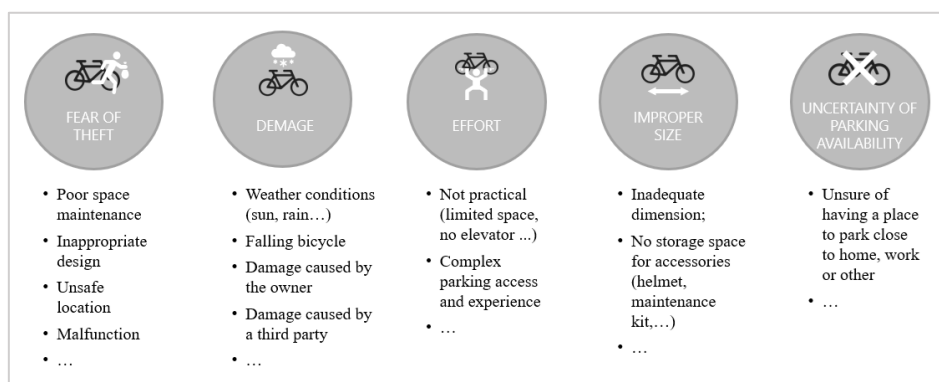 FEAR OF
THEFT
• Poor space
maintenance
• Inappropriate
design
• Unsafe
location
• Malfunction
• …
DEMAGE
• Weather conditions
(sun, rain…)
• Falling bicycle
• Damage caused by
the owner
• Damage caused by
a third party
• …
EFFORT
• Not practical
(limited space,
no elevator ...)
• Complex
parking access
and experience
• …
IMPROPER
SIZE
• Inadequate
dimension;
• No storage space
for accessories
(helmet,
maintenance
kit,…)
• …
UNCERTAINTY OF
PARKING
AVAILABILITY
• Unsure of
having a place
to park close
to home, work
or other
• …